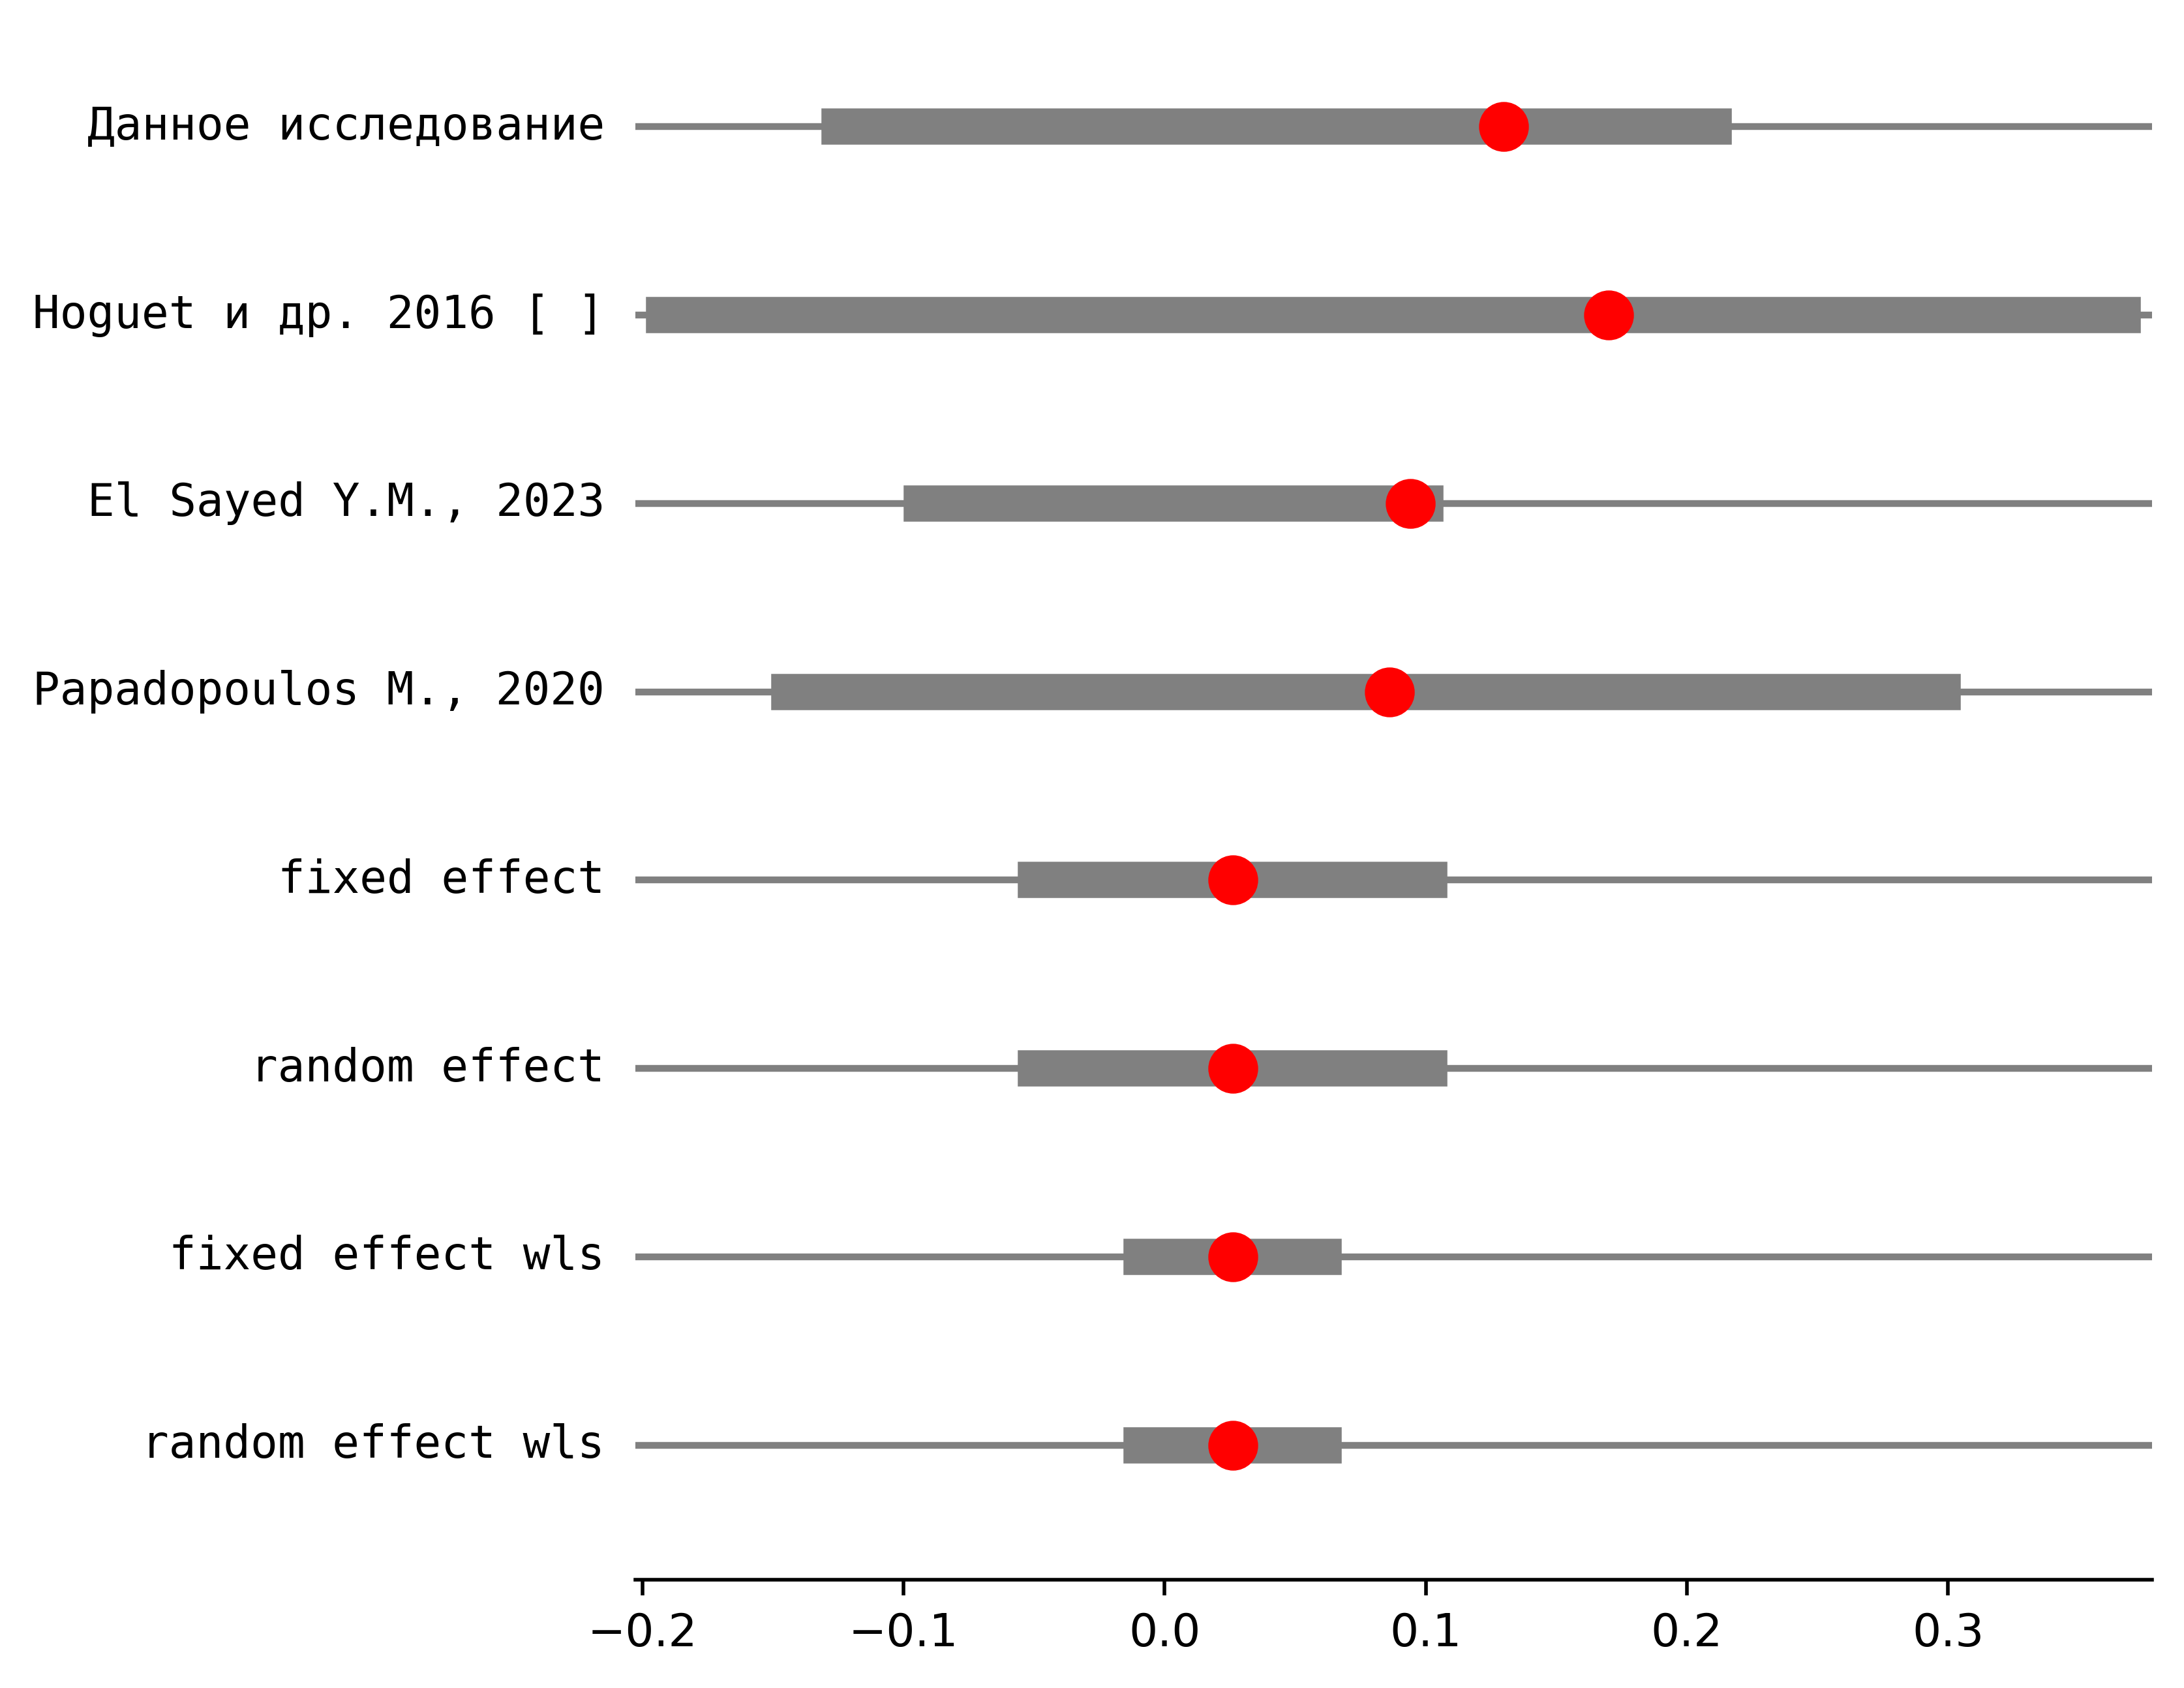 Данное исследование
Hoguet и др. 2016 [ ]
El Sayed Y.M., 2023
Papadopoulos M., 2020
fixed effect
random effect
fixed effect wls
random effect wls
−0.2 −0.1 0.0 0.1 0.2 0.3